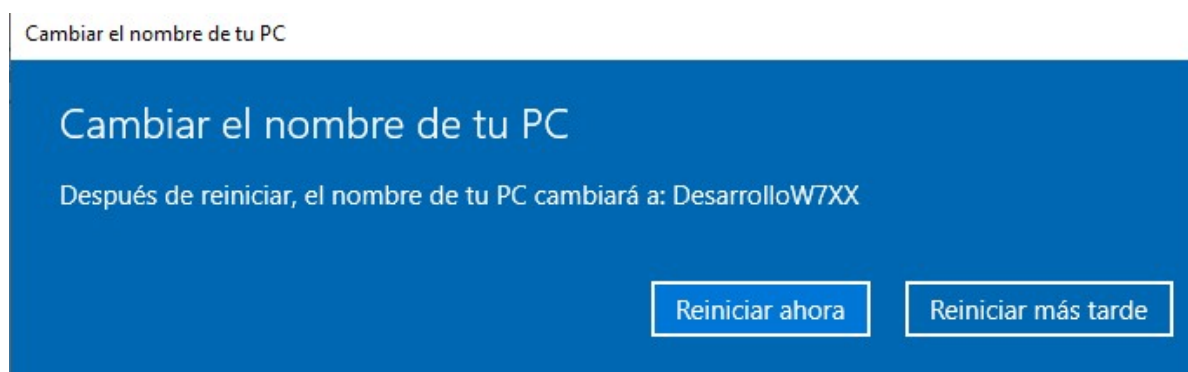 Cambiar el nombre de tu PC
Cambiar el nombre de tu PC
Después de reiniciar, el nombre de tu PC cambiará a: DesarrolloW7XX
Reiniciar ahora
Reiniciar más tarde